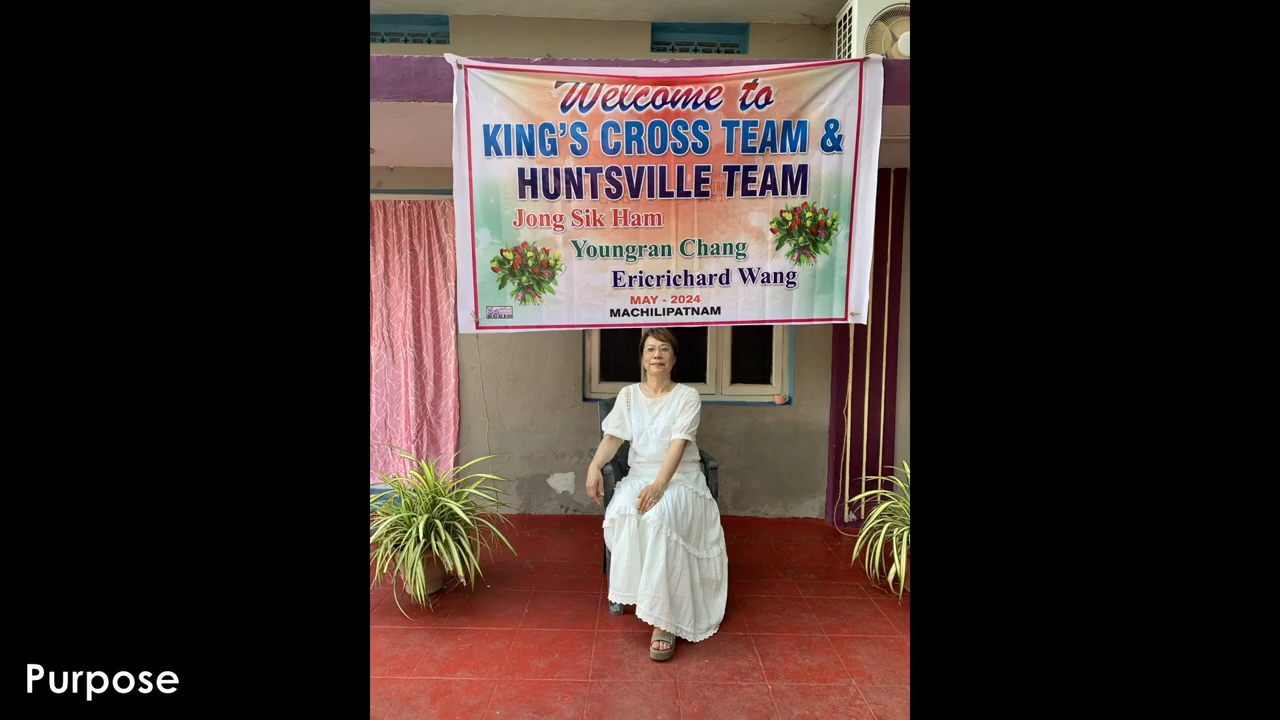 Welcome to
KING'S CROSS TEAM &
HUNTSVILLE TEAM
Jong Sik Ham
Youngran Chang
Ericrichard Wang
MAY - 2024
MACHILIPATNAM
Purpose